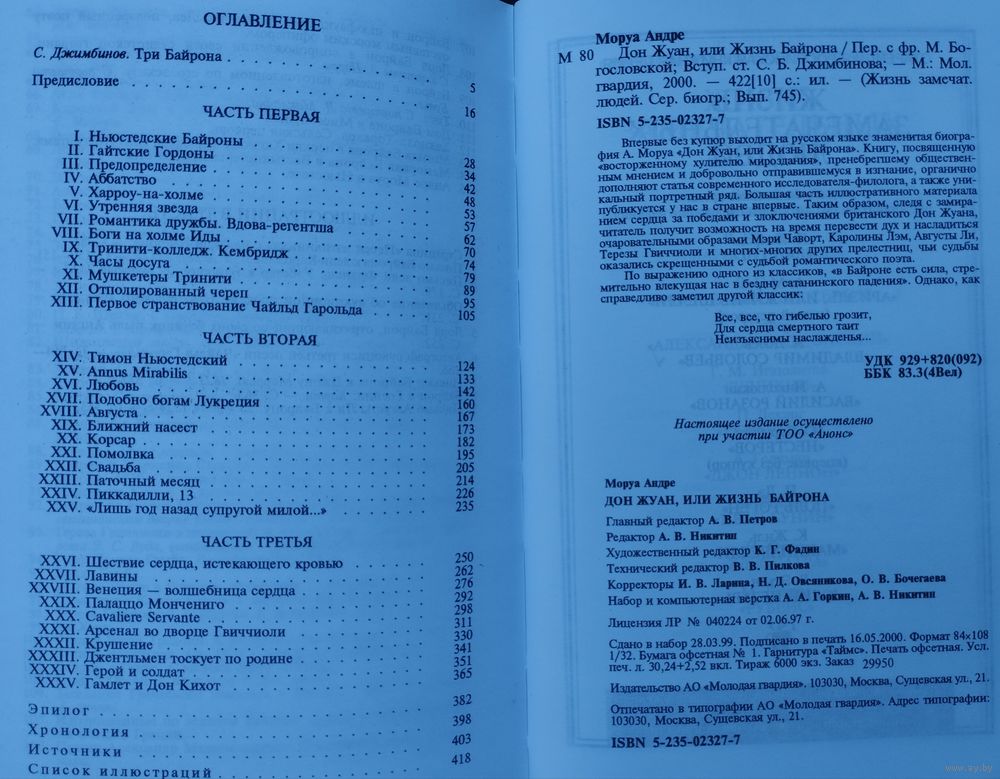 ОГЛАВЛЕНИЕ
С. Джимбинов. Три Байрона . . . . . . . . . . . . . . 5
Предисловие . . . . . . . . . . . . . . . . . . . . 16
ЧАСТЬ ПЕРВАЯ
I. Ньюстедские Байроны . . . . . . . . . . . . 28
II. Гайтские Гордоны . . . . . . . . . . . . 34
III. Предопределение . . . . . . . . . . . . 42
IV. Аббатство . . . . . . . . . . . . 48
V. Харроу-на-холме . . . . . . . . . . . . 53
VI. Утренняя звезда . . . . . . . . . . . . 57
VII. Романтика дружбы. Вдова-регентша . . . . . . 62
VIII. Боги на холме Иды . . . . . . . . . . . . 70
IX. Тринити-колледж. Кембридж . . . . . . . . 74
X. Часы досуга . . . . . . . . . . . . 79
XI. Мушкетеры Тринити . . . . . . . . . . . . 89
XII. Отполированный череп . . . . . . . . . . . . 95
XIII. Первое странствование Чайльд Гарольда . . . . . 105
ЧАСТЬ ВТОРАЯ
XIV. Тимон Ньюстедский . . . . . . . . . . . . 124
XV. Annus Mirabilis . . . . . . . . . . . . 133
XVI. Любовь . . . . . . . . . . . . 142
XVII. Подобно богам Лукреция . . . . . . . . . . 160
XVIII. Августа . . . . . . . . . . . . 167
XIX. Ближний насест . . . . . . . . . . . . 173
XX. Корсар . . . . . . . . . . . . 182
XXI. Помолвка . . . . . . . . . . . . 195
XXII. Свадьба . . . . . . . . . . . . 205
XXIII. Паточный месяц . . . . . . . . . . . . 214
XXIV. Пиккадилли, 13 . . . . . . . . . . . . 226
XXV. «Лишь год назад супругой милой...» . . . . . . 235
ЧАСТЬ ТРЕТЬЯ
XXVI. Шествие сердца, истекающего кровью . . . . . 250
XXVII. Лавины . . . . . . . . . . . . 262
XXVIII. Венеция — волшебница сердца . . . . . . . 276
XXIX. Палаццо Мончениго . . . . . . . . . . . . 292
XXX. Cavaliere Servante . . . . . . . . . . . . 298
XXXI. Арсенал во дворце Гвиччиоли . . . . . . . . 311
XXXII. Крушение . . . . . . . . . . . . 330
XXXIII. Джентльмен тоскует по родине . . . . . . . 341
XXXIV. Герой и солдат . . . . . . . . . . . . 351
XXXV. Гамлет и Дон Кихот . . . . . . . . . . . . 365
Эпилог . . . . . . . . . . . . 382
Хронология . . . . . . . . . . . . 398
Источники . . . . . . . . . . . . 403
Список иллюстраций . . . . . . . . . . . . 418
Моруа Андре
М 80 Дон Жуан, или Жизнь Байрона / Пер. с фр. М. Бо-
гословской; Вступ. ст. С. Б. Джимбинова; — М.: Мол.
гвардия, 2000. — 422[10] с.: ил. — (Жизнь замечат.
людей. Сер. биогр.; Вып. 745).
ISBN 5-235-02327-7
Впервые без купюр выходит на русском языке знаменитая биогра-
фия А. Моруа «Дон Жуан, или Жизнь Байрона». Книгу, посвященную
«восторженному хулителю мироздания», пренебрегшему обществен-
ным мнением и добровольно отправившемуся в изгнание, органично
дополняют статья современного исследователя-филолога, а также уни-
кальный портретный ряд. Большая часть иллюстративного материала
публикуется у нас в стране впервые. Таким образом, следя с замира-
нием сердца за победами и злоключениями британского Дон Жуана,
читатель получит возможность на время перевести дух и насладиться
очаровательными образами Мэри Чаворт, Каролины Лэм, Августы Ли,
Терезы Гвиччиоли и многих-многих других прелестниц, чьи судьбы
оказались скрещенными с судьбой романтического поэта.
По выражению одного из классиков, «в Байроне есть сила, стре-
мительно влекущая нас в бездну сатанинского падения». Однако, как
справедливо заметил другой классик:
Все, все, что гибелью грозит,
Для сердца смертного таит
Неизъяснимы наслажденья...
УДК 929+820(092)
ББК 83.3(4Вел)
Настоящее издание осуществлено
при участии ТОО «Анонс»
Моруа Андре
ДОН ЖУАН, ИЛИ ЖИЗНЬ БАЙРОНА
Главный редактор А. В. Петров
Редактор А. В. Никитин
Художественный редактор К. Г. Фадин
Технический редактор В. В. Пилкова
Корректоры И. В. Ларина, Н. Д. Овсяникова, О. В. Бочегаева
Набор и компьютерная верстка А. А. Горкин, А. В. Никитин
Лицензия ЛР № 040224 от 02.06.97 г.
Сдано в набор 28.03.99. Подписано в печать 16.05.2000. Формат 84x108
1/32. Бумага офсетная № 1. Гарнитура «Таймс». Печать офсетная. Усл.
печ. л. 30,24+2,52 вкл. Тираж 6000 экз. Заказ 29950
Издательство АО «Молодая гвардия». 103030, Москва, Сущевская ул., 21.
Отпечатано в типографии АО «Молодая гвардия». Адрес типографии:
103030, Москва, Сущевская ул., 21.
ISBN 5-235-02327-7
www.ay.by